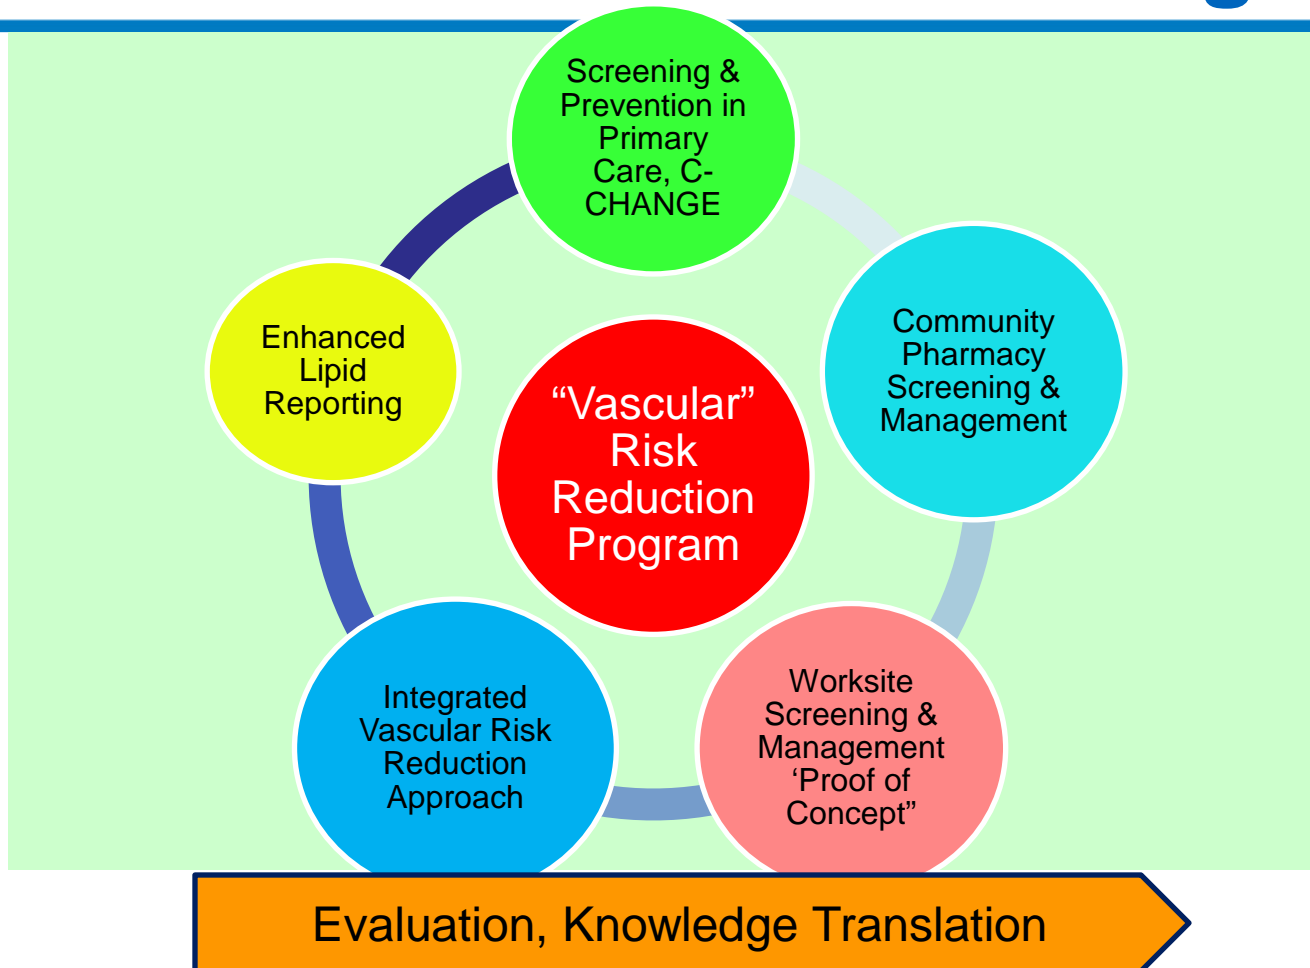 Screening &
Prevention in
Primary
Care, C-
CHANGE
Community
Pharmacy
Screening &
Management
Worksite
Screening &
Management
‘Proof of
Concept”
Integrated
Vascular Risk
Reduction
Approach
Enhanced
Lipid
Reporting
“Vascular”
Risk
Reduction
Program
Evaluation, Knowledge Translation